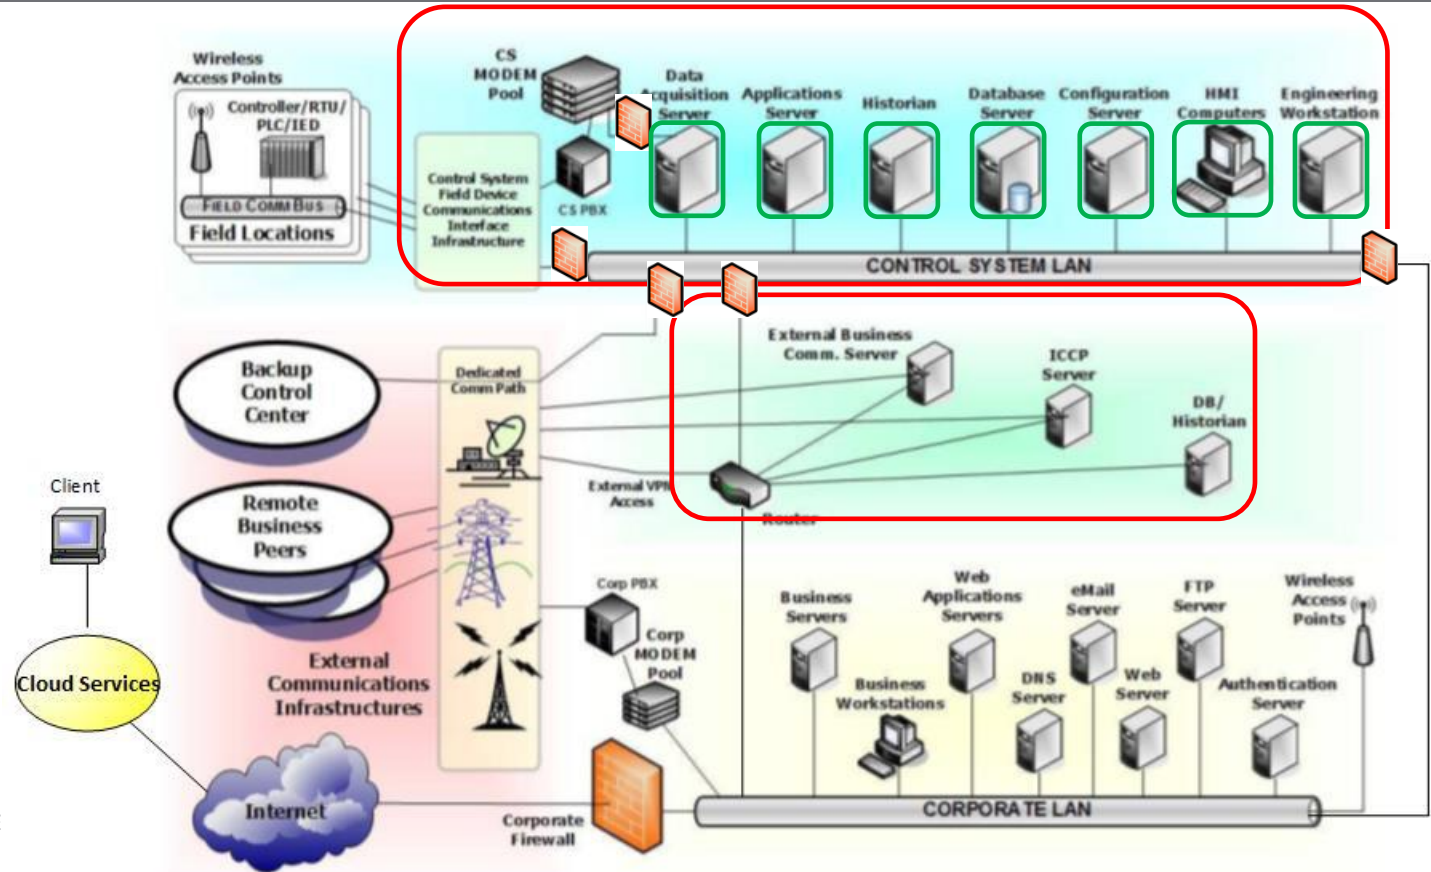 Wireless
Access Points
Controller/RTU/
PLC/IED
FIELD COMM BUS
Field Locations
CS
MODEM
Pool
Control System
Field Device
Communications
Interface
Infrastructure
CS PBX
Data
Acquisition
Server
Applications
Server
Historian
Database
Server
Configuration
Server
HMI
Computers
Engineering
Workstation
CONTROL SYSTEM LAN
Backup
Control
Center
Dedicated
Comm Path
External Business
Comm. Server
ICCP
Server
DB/
Historian
External VPN
Access
Router
Client
Remote
Business
Peers
Cloud Services
External
Communications
Infrastructures
Internet
Corp PBX
Corp
MODEM
Pool
Corporate
Firewall
Business
Servers
Business
Workstations
Web
Applications
Servers
DNS
Server
eMail
Server
Web
Server
FTP
Server
Authentication
Server
Wireless
Access
Points
CORPORATE LAN